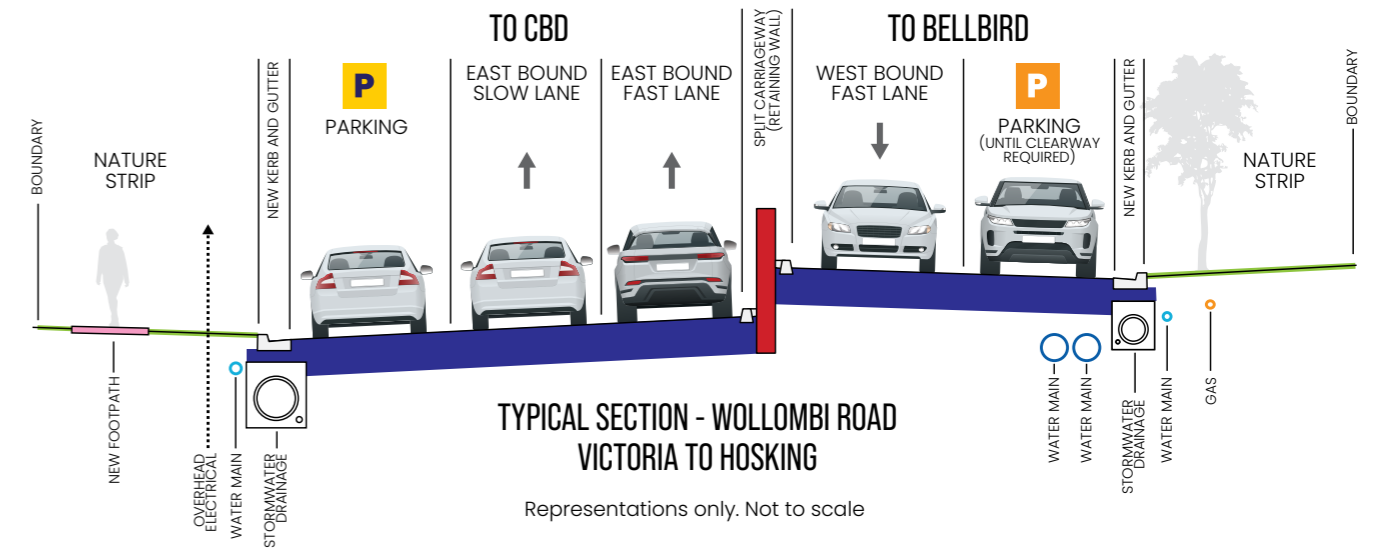 TO CBD
TO BELLBIRD
BOUNDARY
NATURE
STRIP
NEW KERB AND GUTTER
P
PARKING
EAST BOUND
SLOW LANE
EAST BOUND
FAST LANE
SPLIT CARRIAGEWAY
(RETAINING WALL)
WEST BOUND
FAST LANE
P
PARKING
(UNTIL CLEARWAY
REQUIRED)
NEW KERB AND GUTTER
NATURE
STRIP
BOUNDARY
NEW FOOTPATH
OVERHEAD
ELECTRICAL
WATER MAIN
STORMWATER
DRAINAGE
WATER MAIN
WATER MAIN
STORMWATER
DRAINAGE
WATER MAIN
GAS
TYPICAL SECTION - WOLLOMBI ROAD
VICTORIA TO HOSKING
Representations only. Not to scale